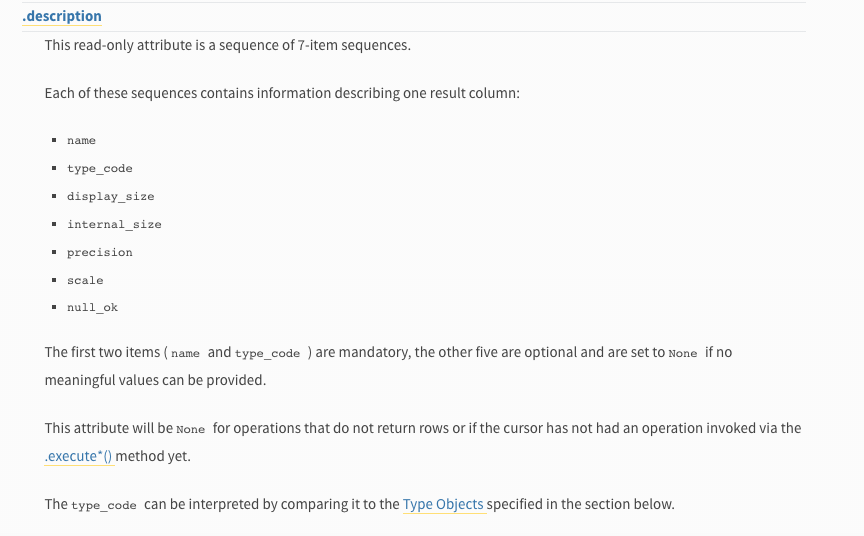 .description
This read-only attribute is a sequence of 7-item sequences.
Each of these sequences contains information describing one result column:
▪ name
▪ type_code
▪ display_size
▪ internal_size
▪ precision
▪ scale
▪ null_ok
The first two items ( name and type_code ) are mandatory, the other five are optional and are set to None if no
meaningful values can be provided.
This attribute will be None for operations that do not return rows or if the cursor has not had an operation invoked via the
.execute*() method yet.
The type_code can be interpreted by comparing it to the Type Objects specified in the section below.